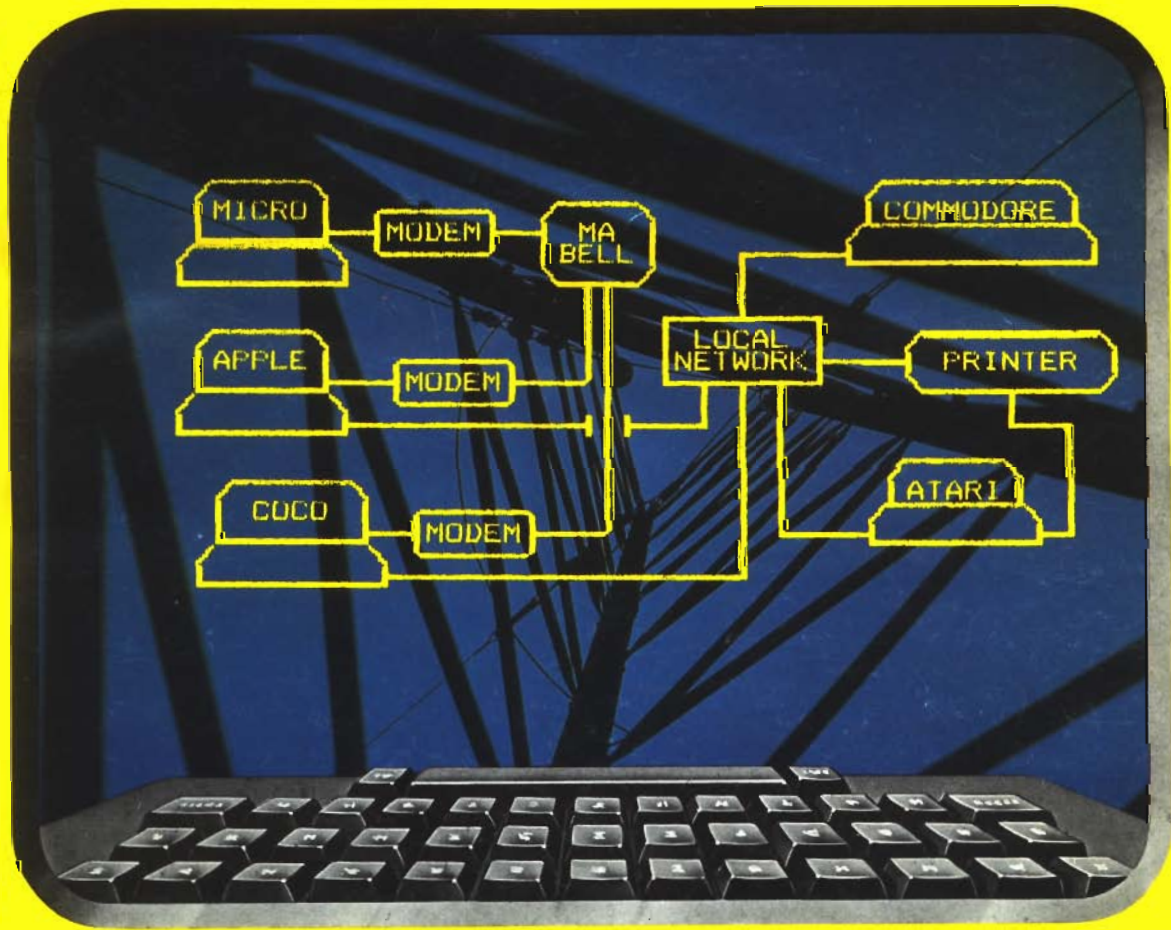 MICRO
MODEM
MA
BELL
COMMODORE
APPLE
MODEM
LOCAL
NETWORK
PRINTER
COCO
MODEM
ATARI